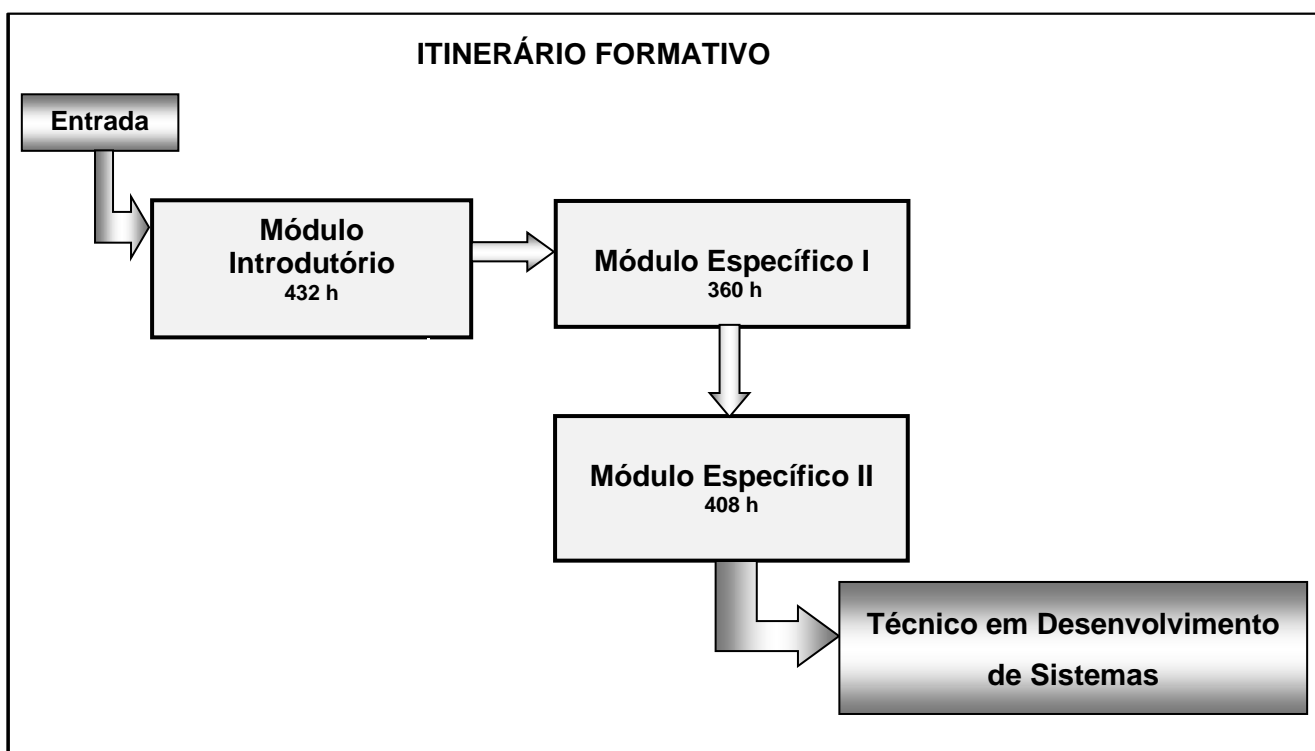 ITINERÁRIO FORMATIVO
Entrada
Módulo
Introdutório
432 h
Módulo Específico I
360 h
Módulo Específico II
408 h
Técnico em Desenvolvimento
de Sistemas